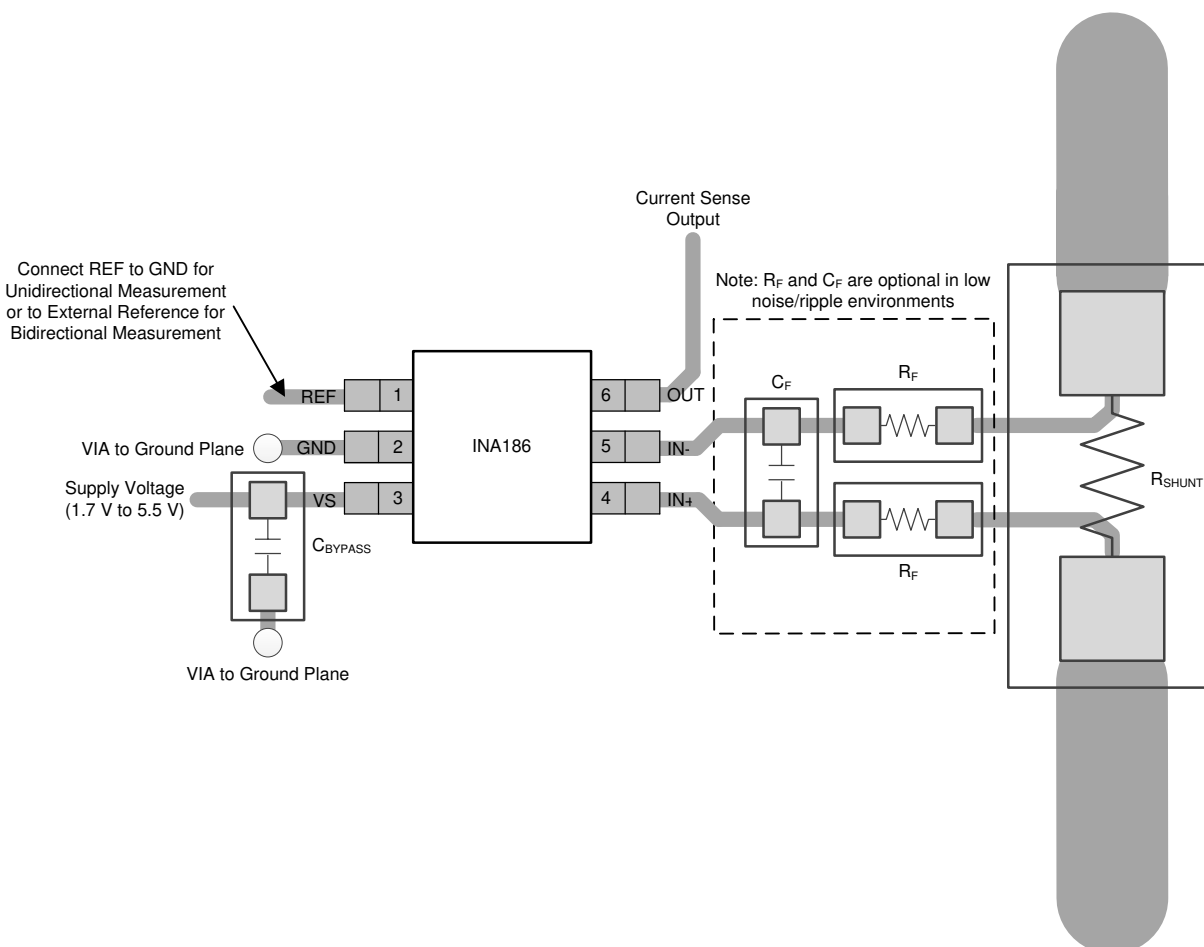 Current Sense
Output
Connect REF to GND for
Unidirectional Measurement
or to External Reference for
Bidirectional Measurement
Note: RF and CF are optional in low
noise/ripple environments
REF
1
6
OUT
CF
RF
VIA to Ground Plane
GND
2
INA186
5
IN-
RSHUNT
Supply Voltage
(1.7 V to 5.5 V)
VS
3
4
IN+
CBYPASS
RF
VIA to Ground Plane